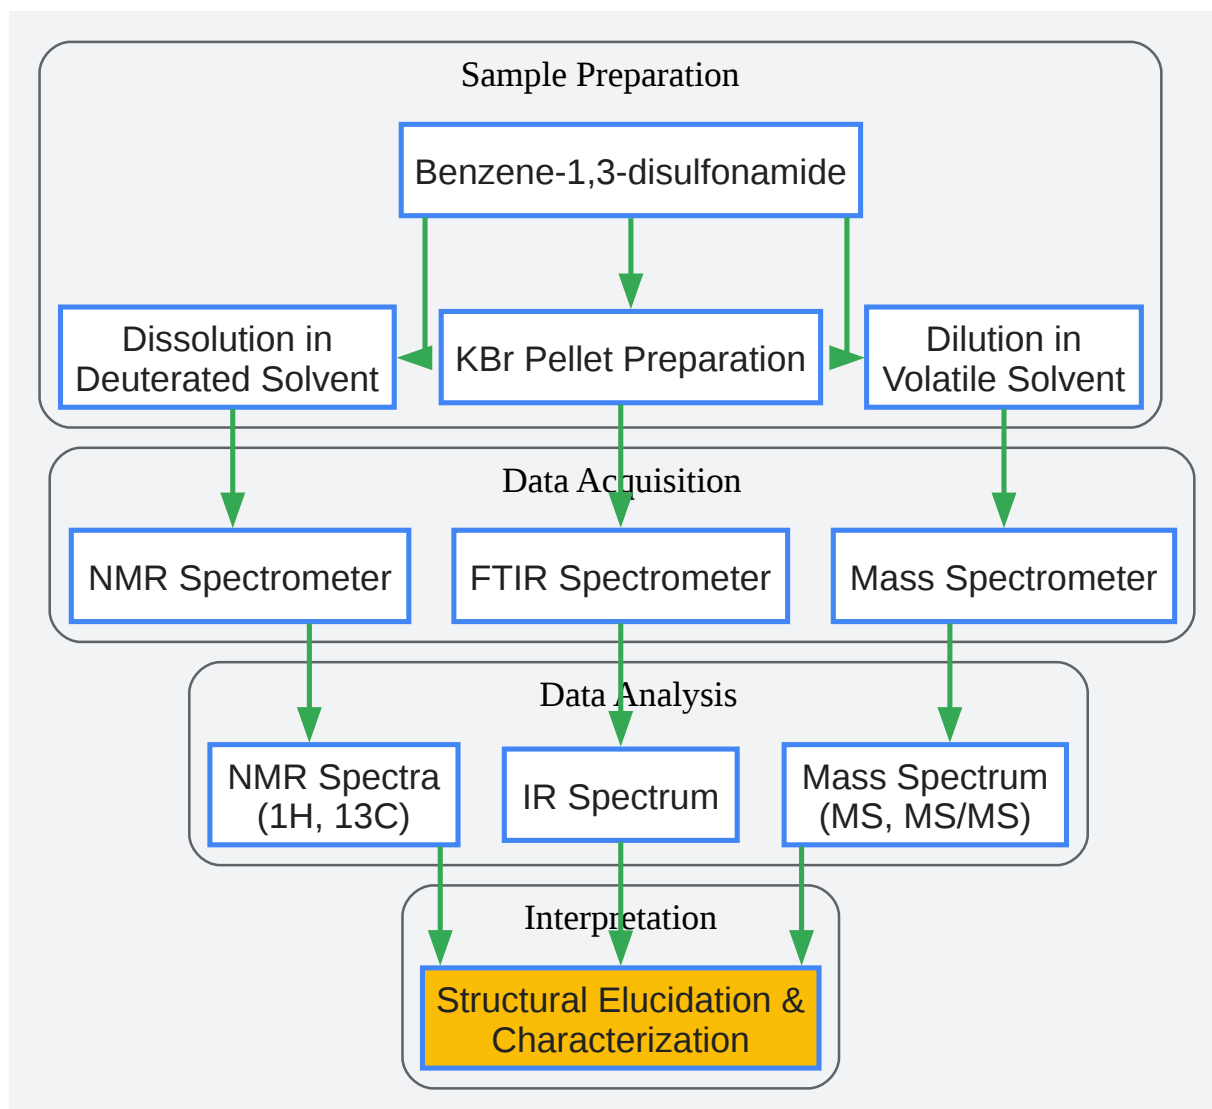 Sample Preparation
Benzene-1,3-disulfonamide
Dissolution in
Deuterated Solvent
KBr Pellet Preparation
Dilution in
Volatile Solvent
Data Acquisition
NMR Spectrometer
FTIR Spectrometer
Mass Spectrometer
Data Analysis
NMR Spectra
(1H, 13C)
IR Spectrum
Mass Spectrum
(MS, MS/MS)
Interpretation
Structural Elucidation &
Characterization